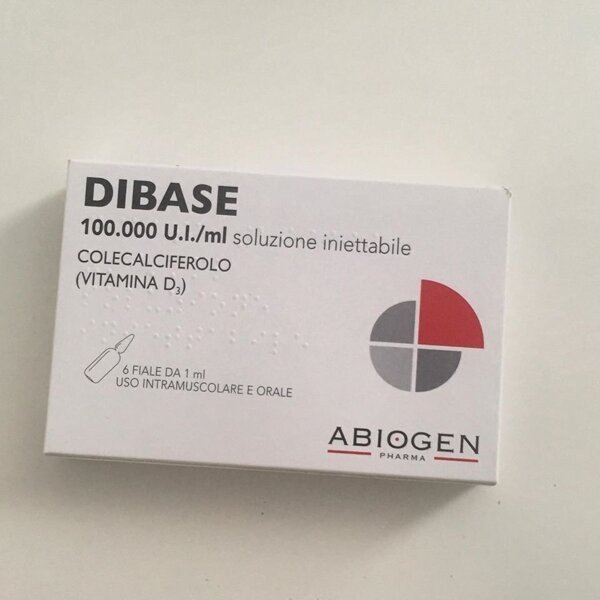 DIBASE
100.000 U.I./ml soluzione iniettabile
COLECALCIFEROLO
(VITAMINA D₃)
6 FIALE DA 1 ml
USO INTRAMUSCOLARE E ORALE
ABIOGEN
PHARMA